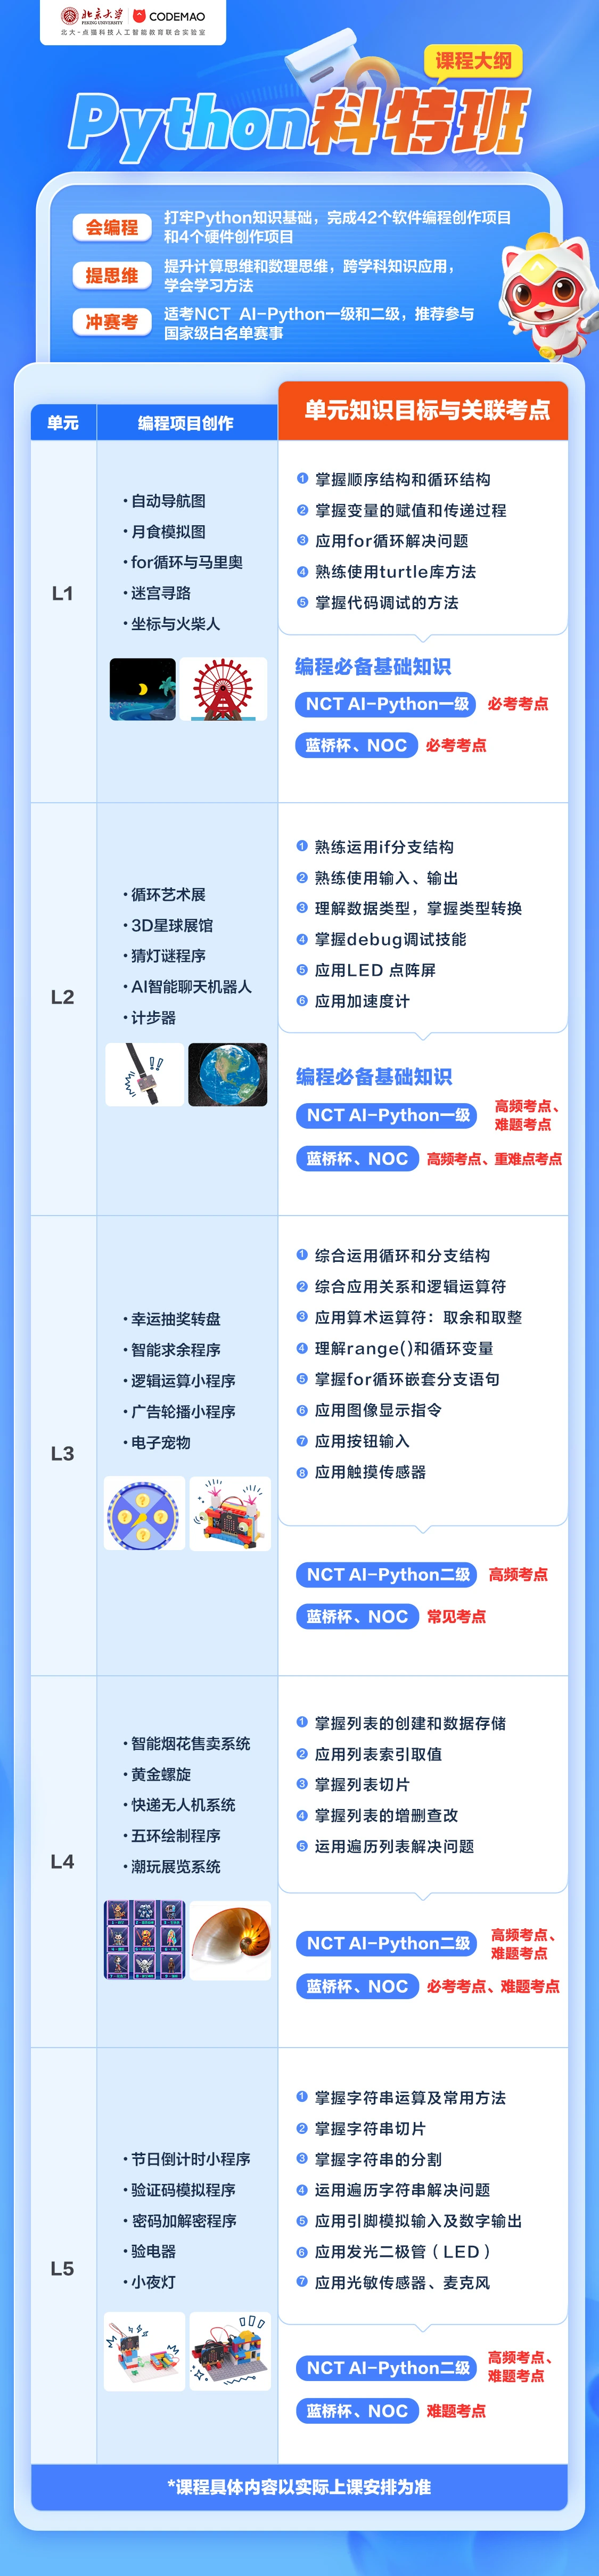 北京大学
PEKING UNIVERSITY
CODEMAO
北大-点猫科技人工智能教育联合实验室
课程大纲
Python科特班
会编程
打牢Python知识基础，完成42个软件编程创作项目
和4个硬件创作项目
提思维
提升计算思维和数理思维，跨学科知识应用，
学会学习方法
冲赛考
适考NCT AI-Python一级和二级，推荐参与
国家级白名单赛事
单元
编程项目创作
单元知识目标与关联考点
L1
·自动导航图
·月食模拟图
·for循环与马里奥
·迷宫寻路
·坐标与火柴人
1 掌握顺序结构和循环结构
2 掌握变量的赋值和传递过程
3 应用for循环解决问题
4 熟练使用turtle库方法
5 掌握代码调试的方法
编程必备基础知识
NCT AI-Python一级 必考考点
蓝桥杯、NOC 必考考点
L2
·循环艺术展
·3D星球展馆
·猜灯谜程序
·AI智能聊天机器人
·计步器
1 熟练运用if分支结构
2 熟练使用输入、输出
3 理解数据类型，掌握类型转换
4 掌握debug调试技能
5 应用LED 点阵屏
6 应用加速度计
编程必备基础知识
NCT AI-Python一级 高频考点、
难题考点
蓝桥杯、NOC 高频考点、重难点考点
L3
·幸运抽奖转盘
·智能求余程序
·逻辑运算小程序
·广告轮播小程序
·电子宠物
1 综合运用循环和分支结构
2 综合应用关系和逻辑运算符
3 应用算术运算符：取余和取整
4 理解range()和循环变量
5 掌握for循环嵌套分支语句
6 应用图像显示指令
7 应用按钮输入
8 应用触摸传感器
NCT AI-Python二级 高频考点
蓝桥杯、NOC 常见考点
L4
·智能烟花售卖系统
·黄金螺旋
·快递无人机系统
·五环绘制程序
·潮玩展览系统
1 掌握列表的创建和数据存储
2 应用列表索引取值
3 掌握列表切片
4 掌握列表的增删查改
5 运用遍历列表解决问题
NCT AI-Python二级 高频考点、
难题考点
蓝桥杯、NOC 必考考点、难题考点
L5
·节日倒计时小程序
·验证码模拟程序
·密码加解密程序
·验电器
·小夜灯
1 掌握字符串运算及常用方法
2 掌握字符串切片
3 掌握字符串的分割
4 运用遍历字符串解决问题
5 应用引脚模拟输入及数字输出
6 应用发光二极管（LED）
7 应用光敏传感器、麦克风
NCT AI-Python二级 高频考点、
难题考点
蓝桥杯、NOC 难题考点
*课程具体内容以实际上课安排为准